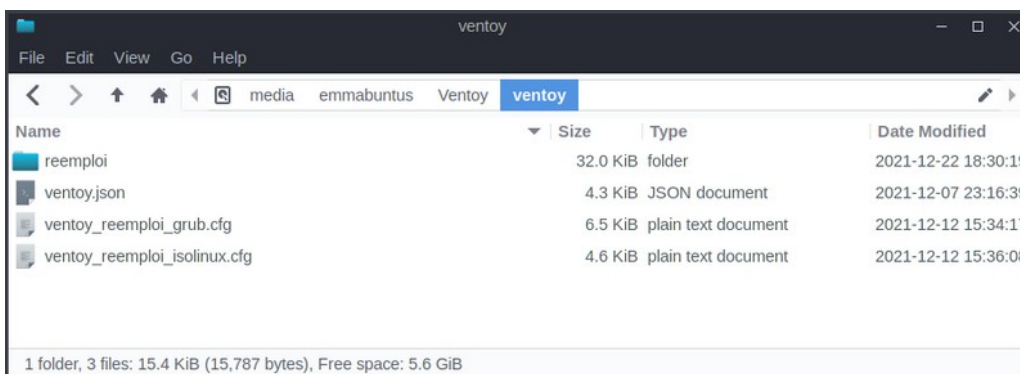 ventoy
File Edit View Go Help
media emmabuntus Ventoy ventoy
Name Size Type Date Modified
reemploi 32.0 KiB folder 2021-12-22 18:30:1
ventoy.json 4.3 KiB JSON document 2021-12-07 23:16:3
ventoy_reemploi_grub.cfg 6.5 KiB plain text document 2021-12-12 15:34:1
ventoy_reemploi_isolinux.cfg 4.6 KiB plain text document 2021-12-12 15:36:0
1 folder, 3 files: 15.4 KiB (15,787 bytes), Free space: 5.6 GiB